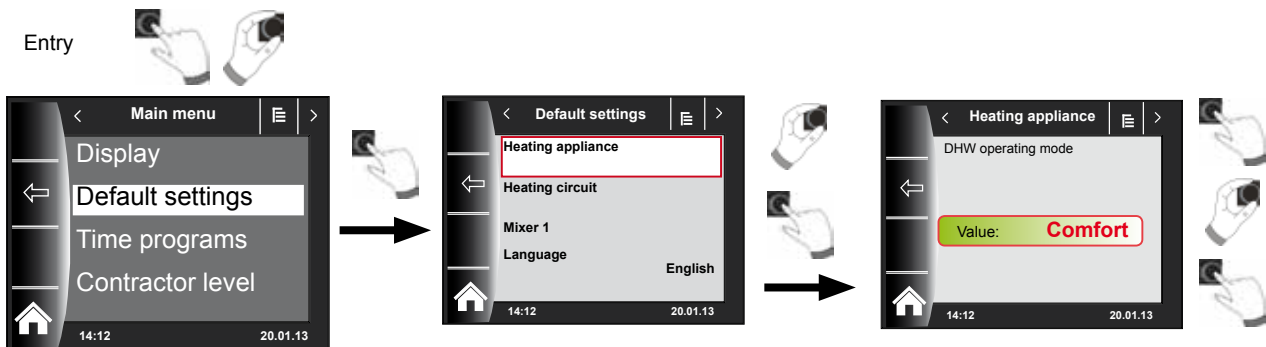 Entry
< Main menu >
Display
Default settings
Time programs
Contractor level
14:12 20.01.13
< Default settings >
Heating appliance
Heating circuit
Mixer 1
Language
English
14:12 20.01.13
< Heating appliance >
DHW operating mode
Value: Comfort
14:12 20.01.13